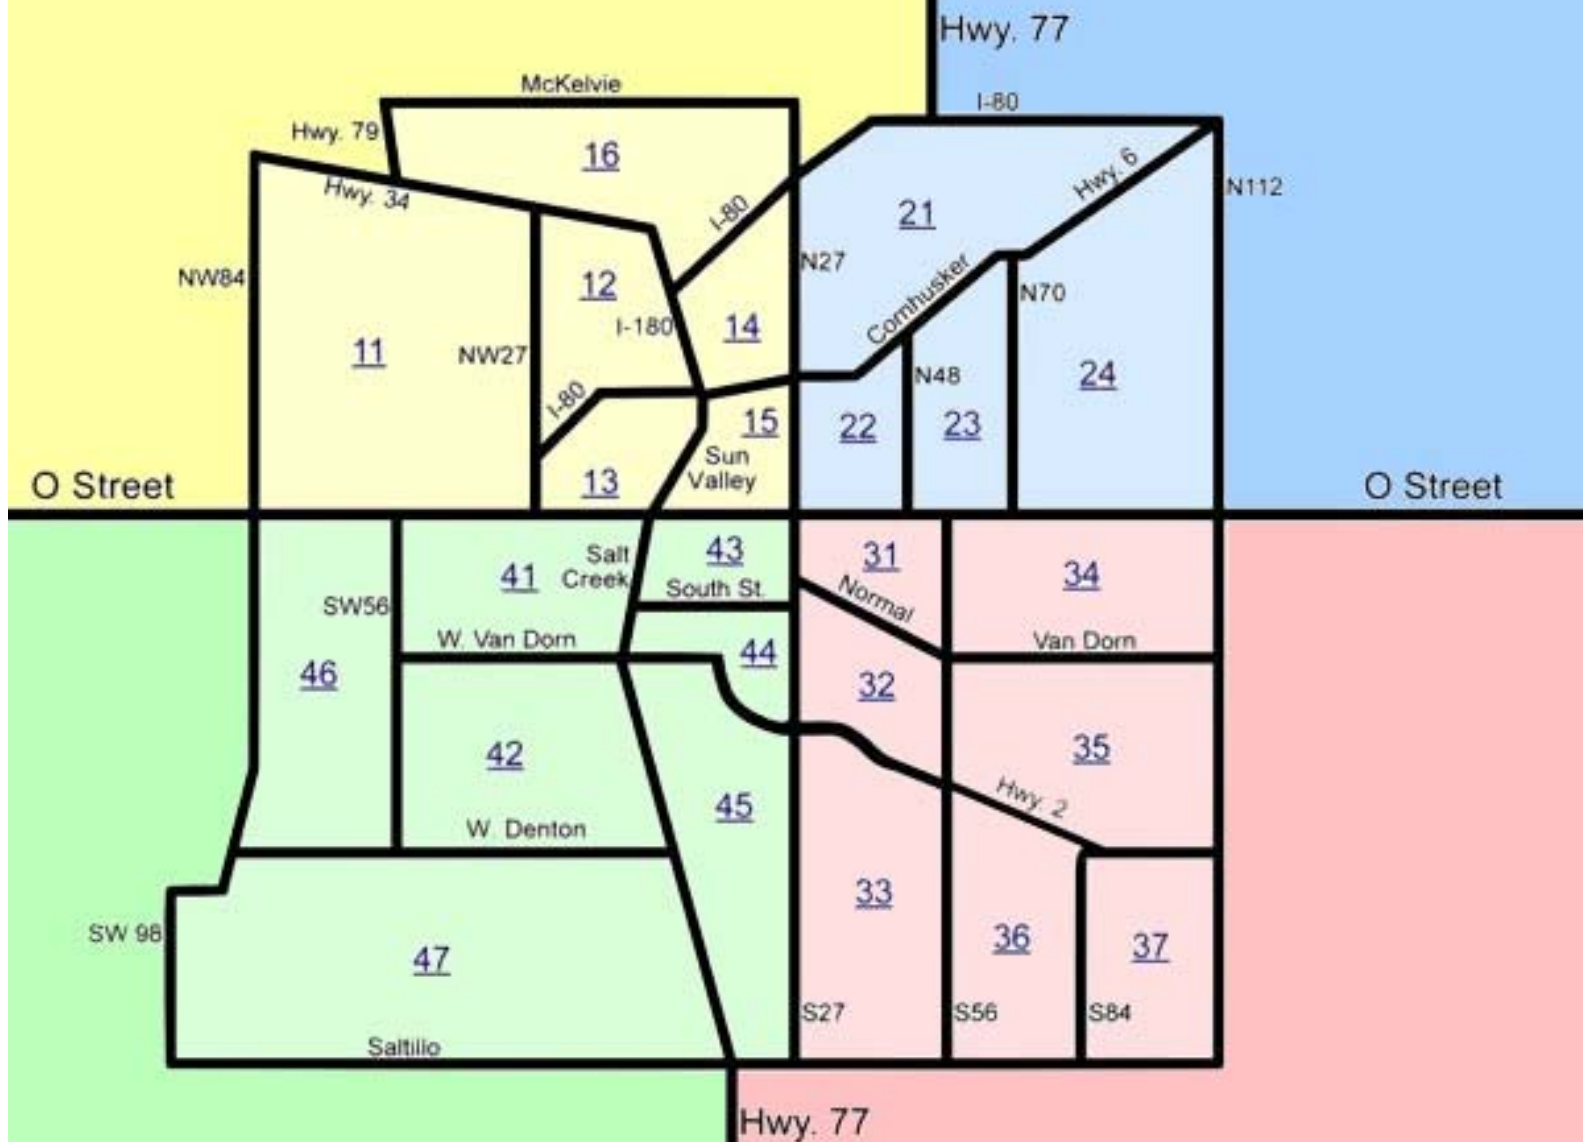 Hwy. 77
McKelvie
I-80
Hwy. 79
16
Hwy. 6
Hwy. 34
N112
I-80
21
NW84
12
N27
N70
I-180
14
Cornhusker
11
NW27
N48
24
I-80
15
22
23
Sun
Valley
13
O Street
O Street
Salt
Creek
43
31
41
South St.
Normal
34
SW56
W. Van Dorn
Van Dorn
44
46
32
42
35
45
Hwy. 2
W. Denton
33
SW 98
36
37
47
S27
S56
S84
Saltillo
Hwy. 77